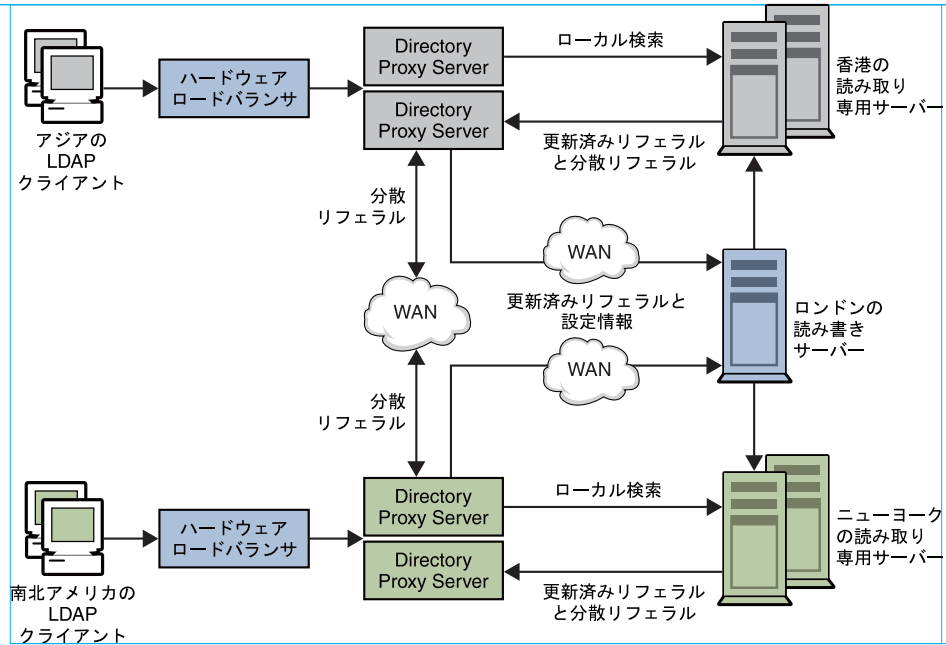 アジアの
LDAP
クライアント
ハードウェア
ロードバランサ
Directory
Proxy Server
Directory
Proxy Server
ローカル検索
更新済みリフェラル
と分散リフェラル
香港の
読み取り
専用サーバー
分散
リフェラル
WAN
WAN
更新済みリフェラルと
設定情報
WAN
ロンドンの
読み書き
サーバー
分散
リフェラル
南北アメリカの
LDAP
クライアント
ハードウェア
ロードバランサ
Directory
Proxy Server
Directory
Proxy Server
ローカル検索
更新済みリフェラル
と分散リフェラル
ニューヨーク
の読み取り
専用サーバー